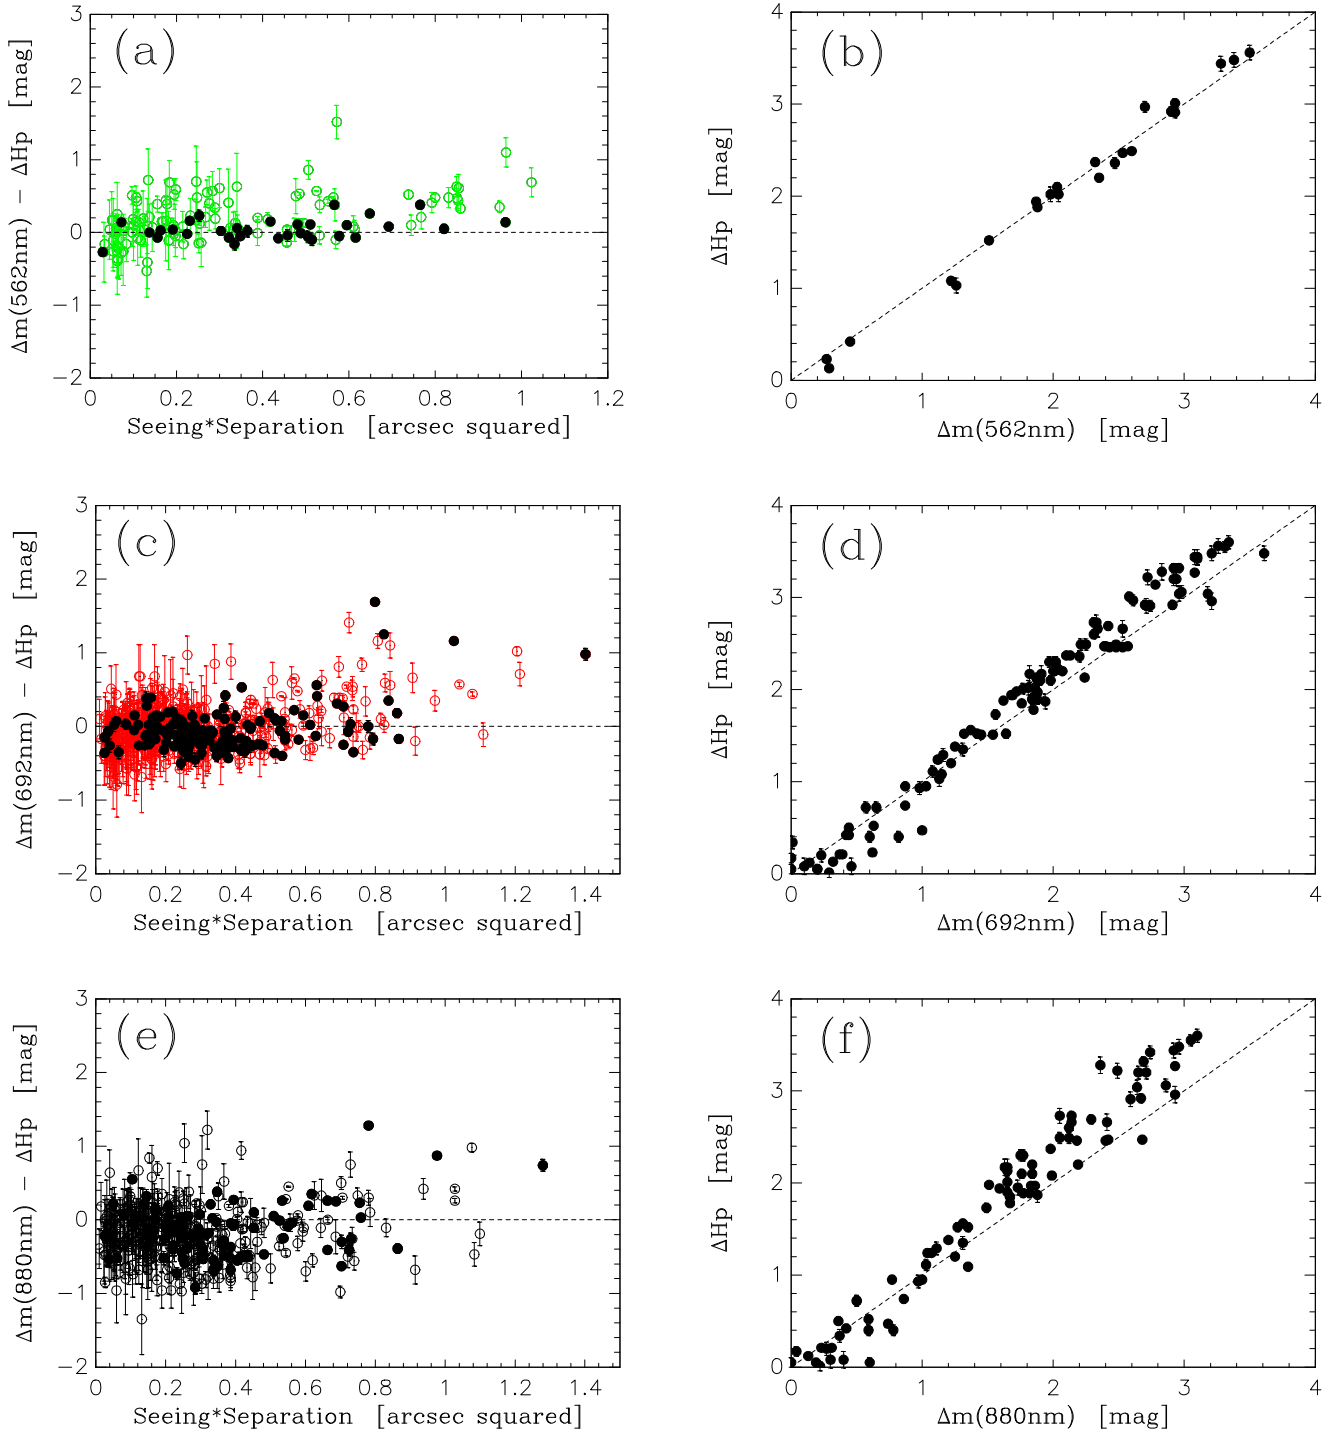 (a)
3
2
1
0
−1
−2
Δm(562nm) − ΔHp [mag]
0 0.2 0.4 0.6 0.8 1 1.2
Seeing*Separation [arcsec squared]
(b)
4
3
2
1
0
ΔHp [mag]
0 1 2 3 4
Δm(562nm) [mag]
(c)
3
2
1
0
−1
−2
Δm(692nm) − ΔHp [mag]
0 0.2 0.4 0.6 0.8 1 1.2 1.4
Seeing*Separation [arcsec squared]
(d)
4
3
2
1
0
ΔHp [mag]
0 1 2 3 4
Δm(692nm) [mag]
(e)
3
2
1
0
−1
−2
Δm(880nm) − ΔHp [mag]
0 0.2 0.4 0.6 0.8 1 1.2 1.4
Seeing*Separation [arcsec squared]
(f)
4
3
2
1
0
ΔHp [mag]
0 1 2 3 4
Δm(880nm) [mag]